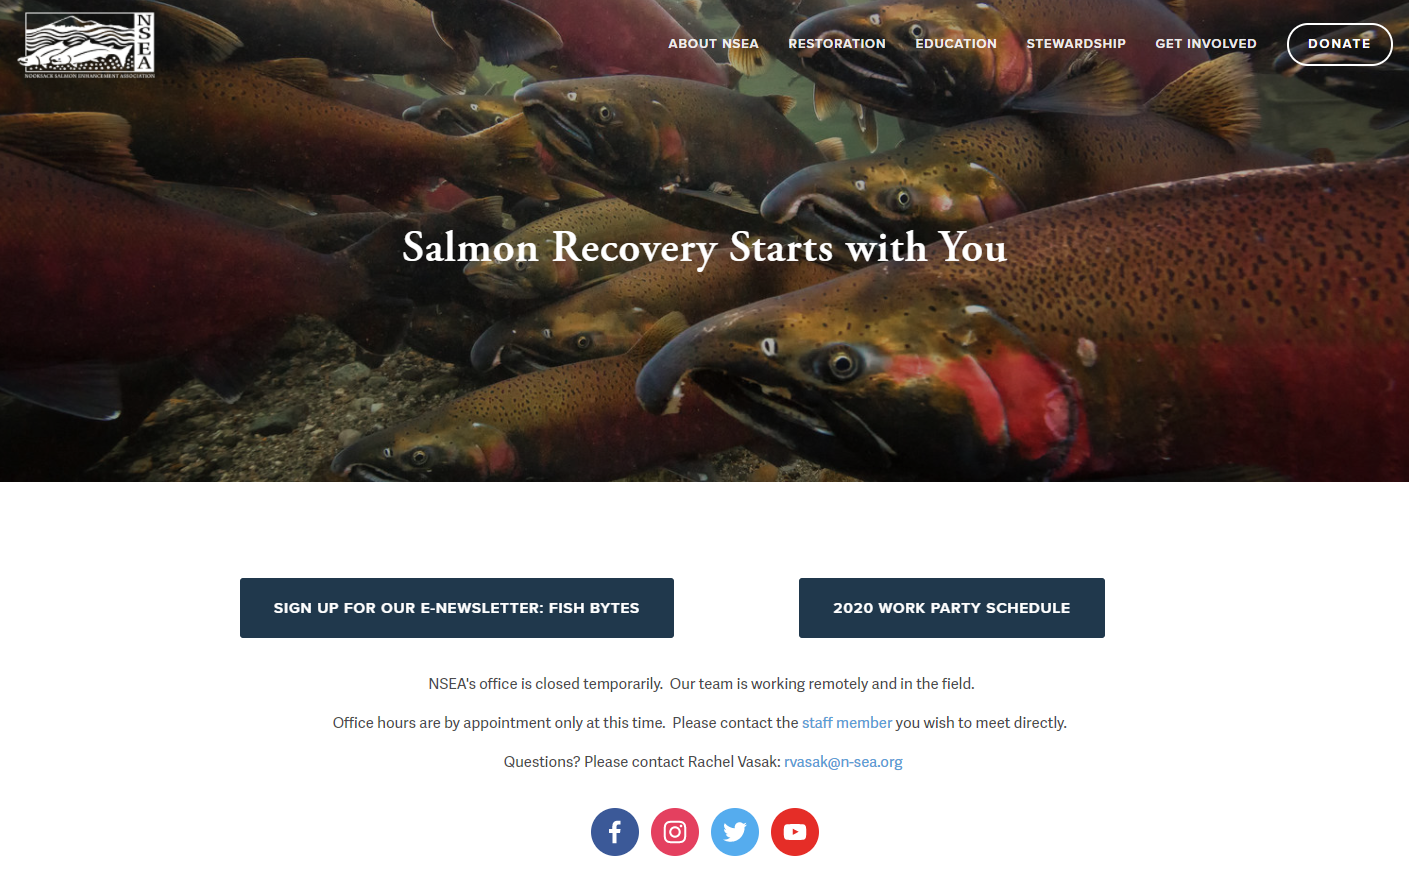 NSEA
NOOKSACK SALMON ENHANCEMENT ASSOCIATION
ABOUT NSEA
RESTORATION
EDUCATION
STEWARDSHIP
GET INVOLVED
DONATE
Salmon Recovery Starts with You
SIGN UP FOR OUR E-NEWSLETTER: FISH BYTES
2020 WORK PARTY SCHEDULE
NSEA's office is closed temporarily.  Our team is working remotely and in the field.
Office hours are by appointment only at this time.  Please contact the staff member you wish to meet directly.
Questions? Please contact Rachel Vasak: rvasak@n-sea.org